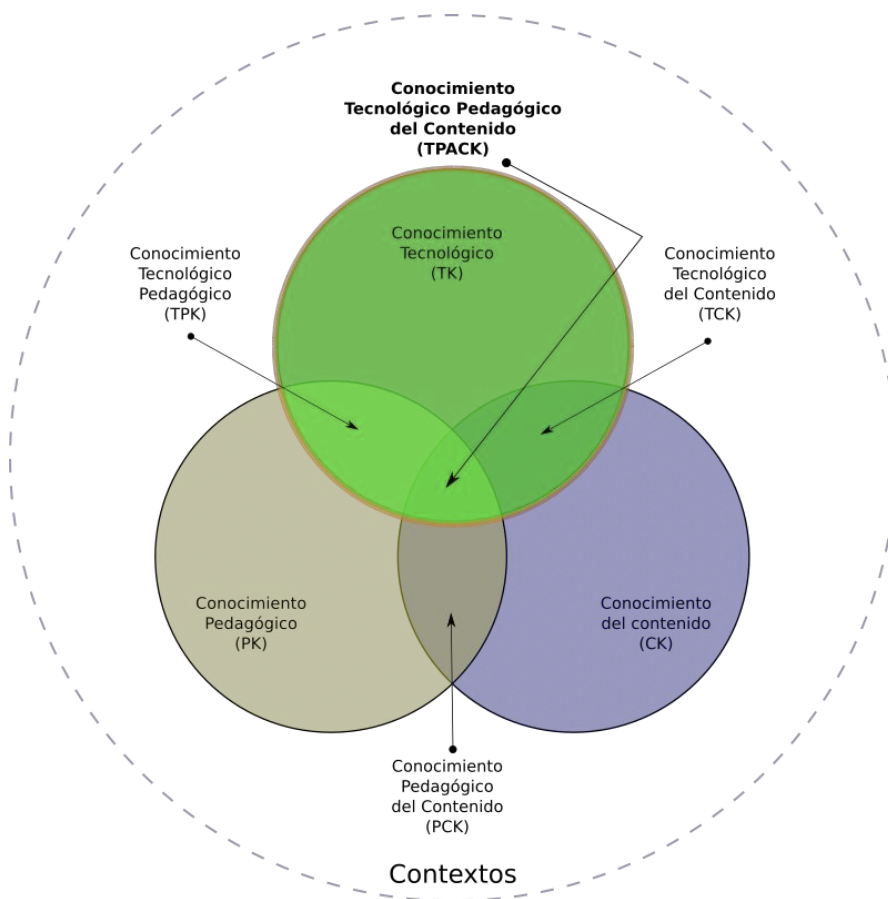 Conocimiento
Tecnológico Pedagógico
del Contenido
(TPACK)
Conocimiento
Tecnológico
(TK)
Conocimiento
Tecnológico
Pedagógico
(TPK)
Conocimiento
Tecnológico
del Contenido
(TCK)
Conocimiento
Pedagógico
(PK)
Conocimiento
del contenido
(CK)
Conocimiento
Pedagógico
del Contenido
(PCK)
Contextos